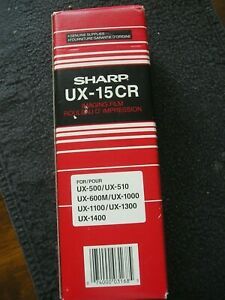 GENUINE SUPPLIES
FOURNITURE GARANTIE D'ORIGINE
SHARP
UX-15CR
IMAGING FILM
ROULEAU D'IMPRESSION
FOR/POUR
UX-500/UX-510
UX-600M/UX-1000
UX-1100/UX-1300
UX-1400